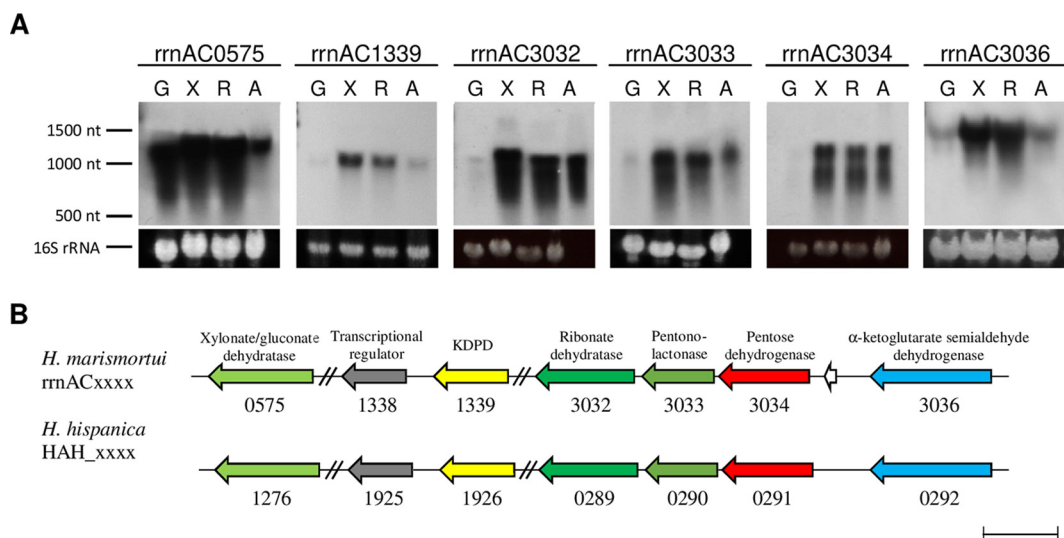 A
rrnAC0575 rrnAC1339 rrnAC3032 rrnAC3033 rrnAC3034 rrnAC3036
G X R A G X R A G X R A G X R A G X R A G X R A
1500 nt
1000 nt
500 nt
16S rRNA
B
Xylonate/gluconate dehydratase
Transcriptional regulator
KDPD
Ribonate dehydratase
Pentono-lactonase
Pentose dehydrogenase
α-ketoglutarate semialdehyde dehydrogenase
H. marismortui
rrnACxxxx
0575 1338 1339 3032 3033 3034 3036
H. hispanica
HAH_xxxx
1276 1925 1926 0289 0290 0291 0292